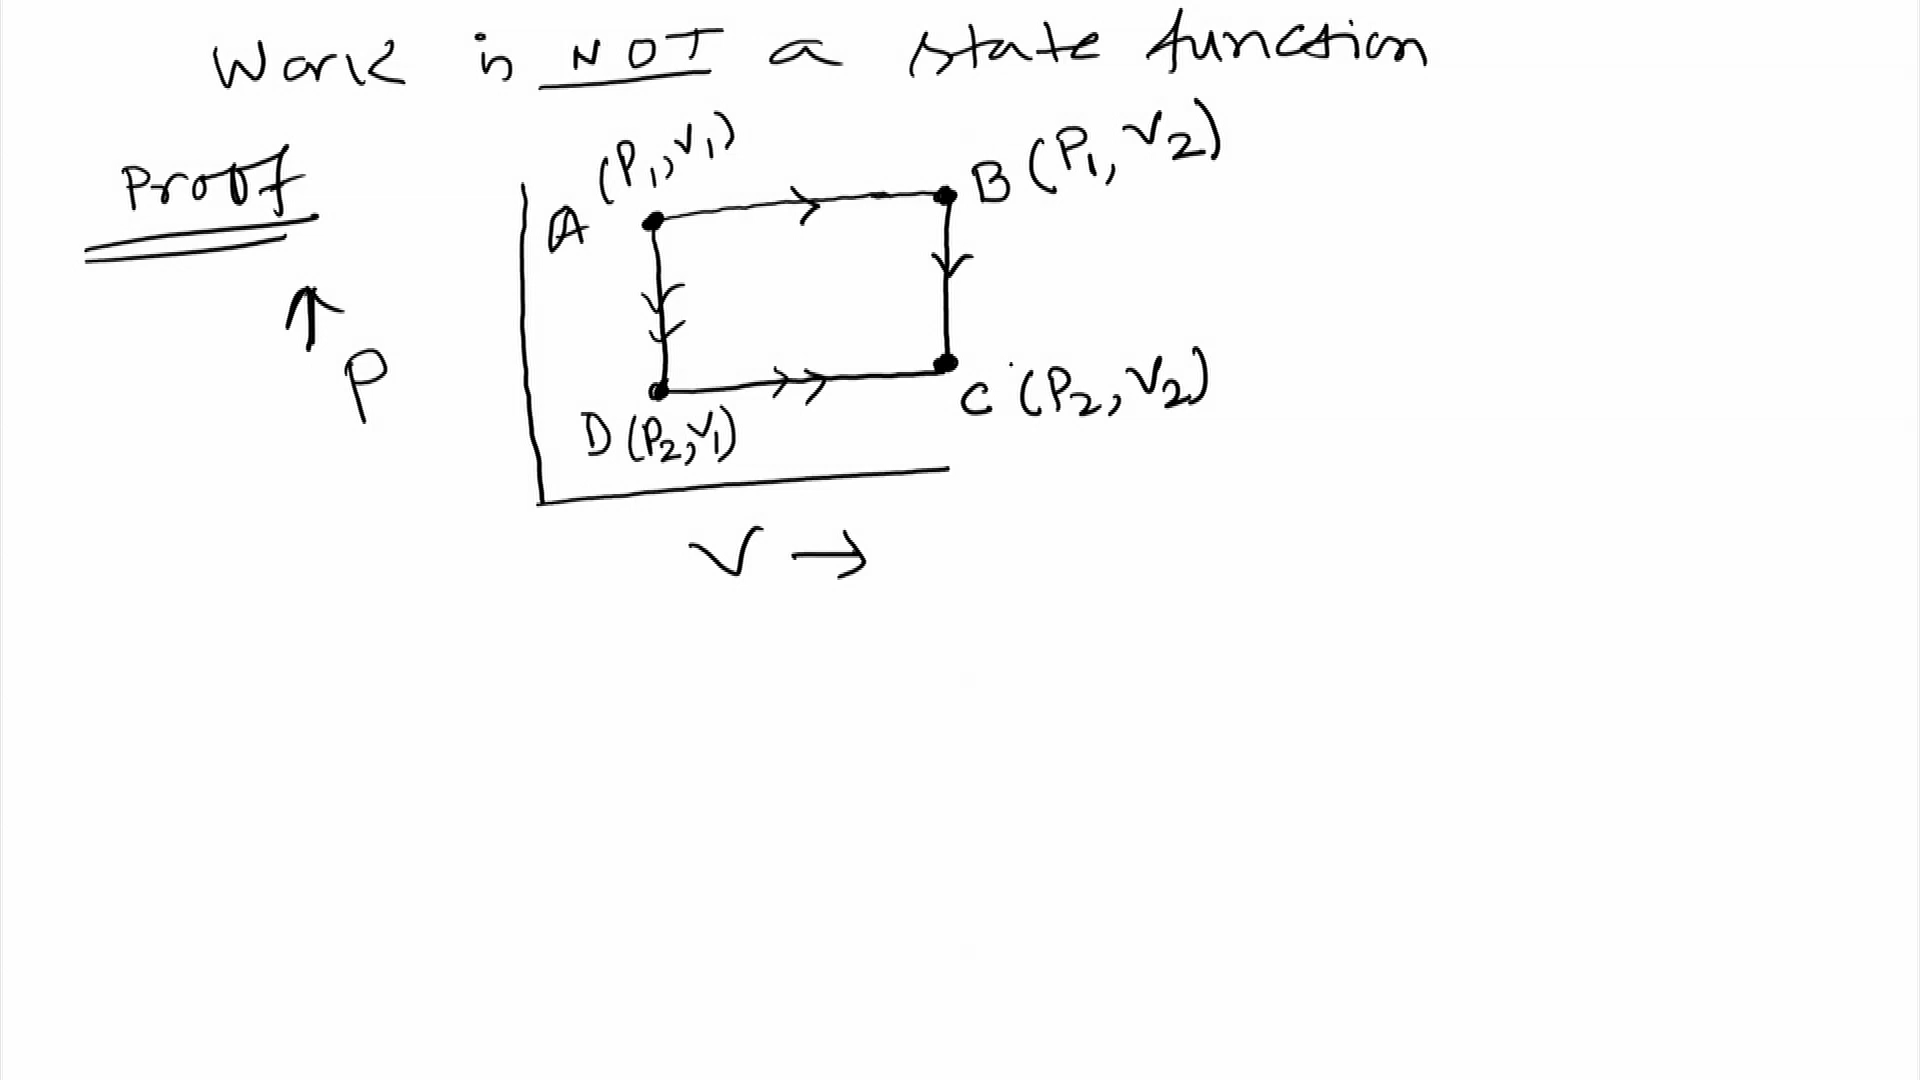 Work is NOT a state function
Proof
(P1, V1)
A
B (P1, V2)
↑
P
C (P2, V2)
D (P2, V1)
V →